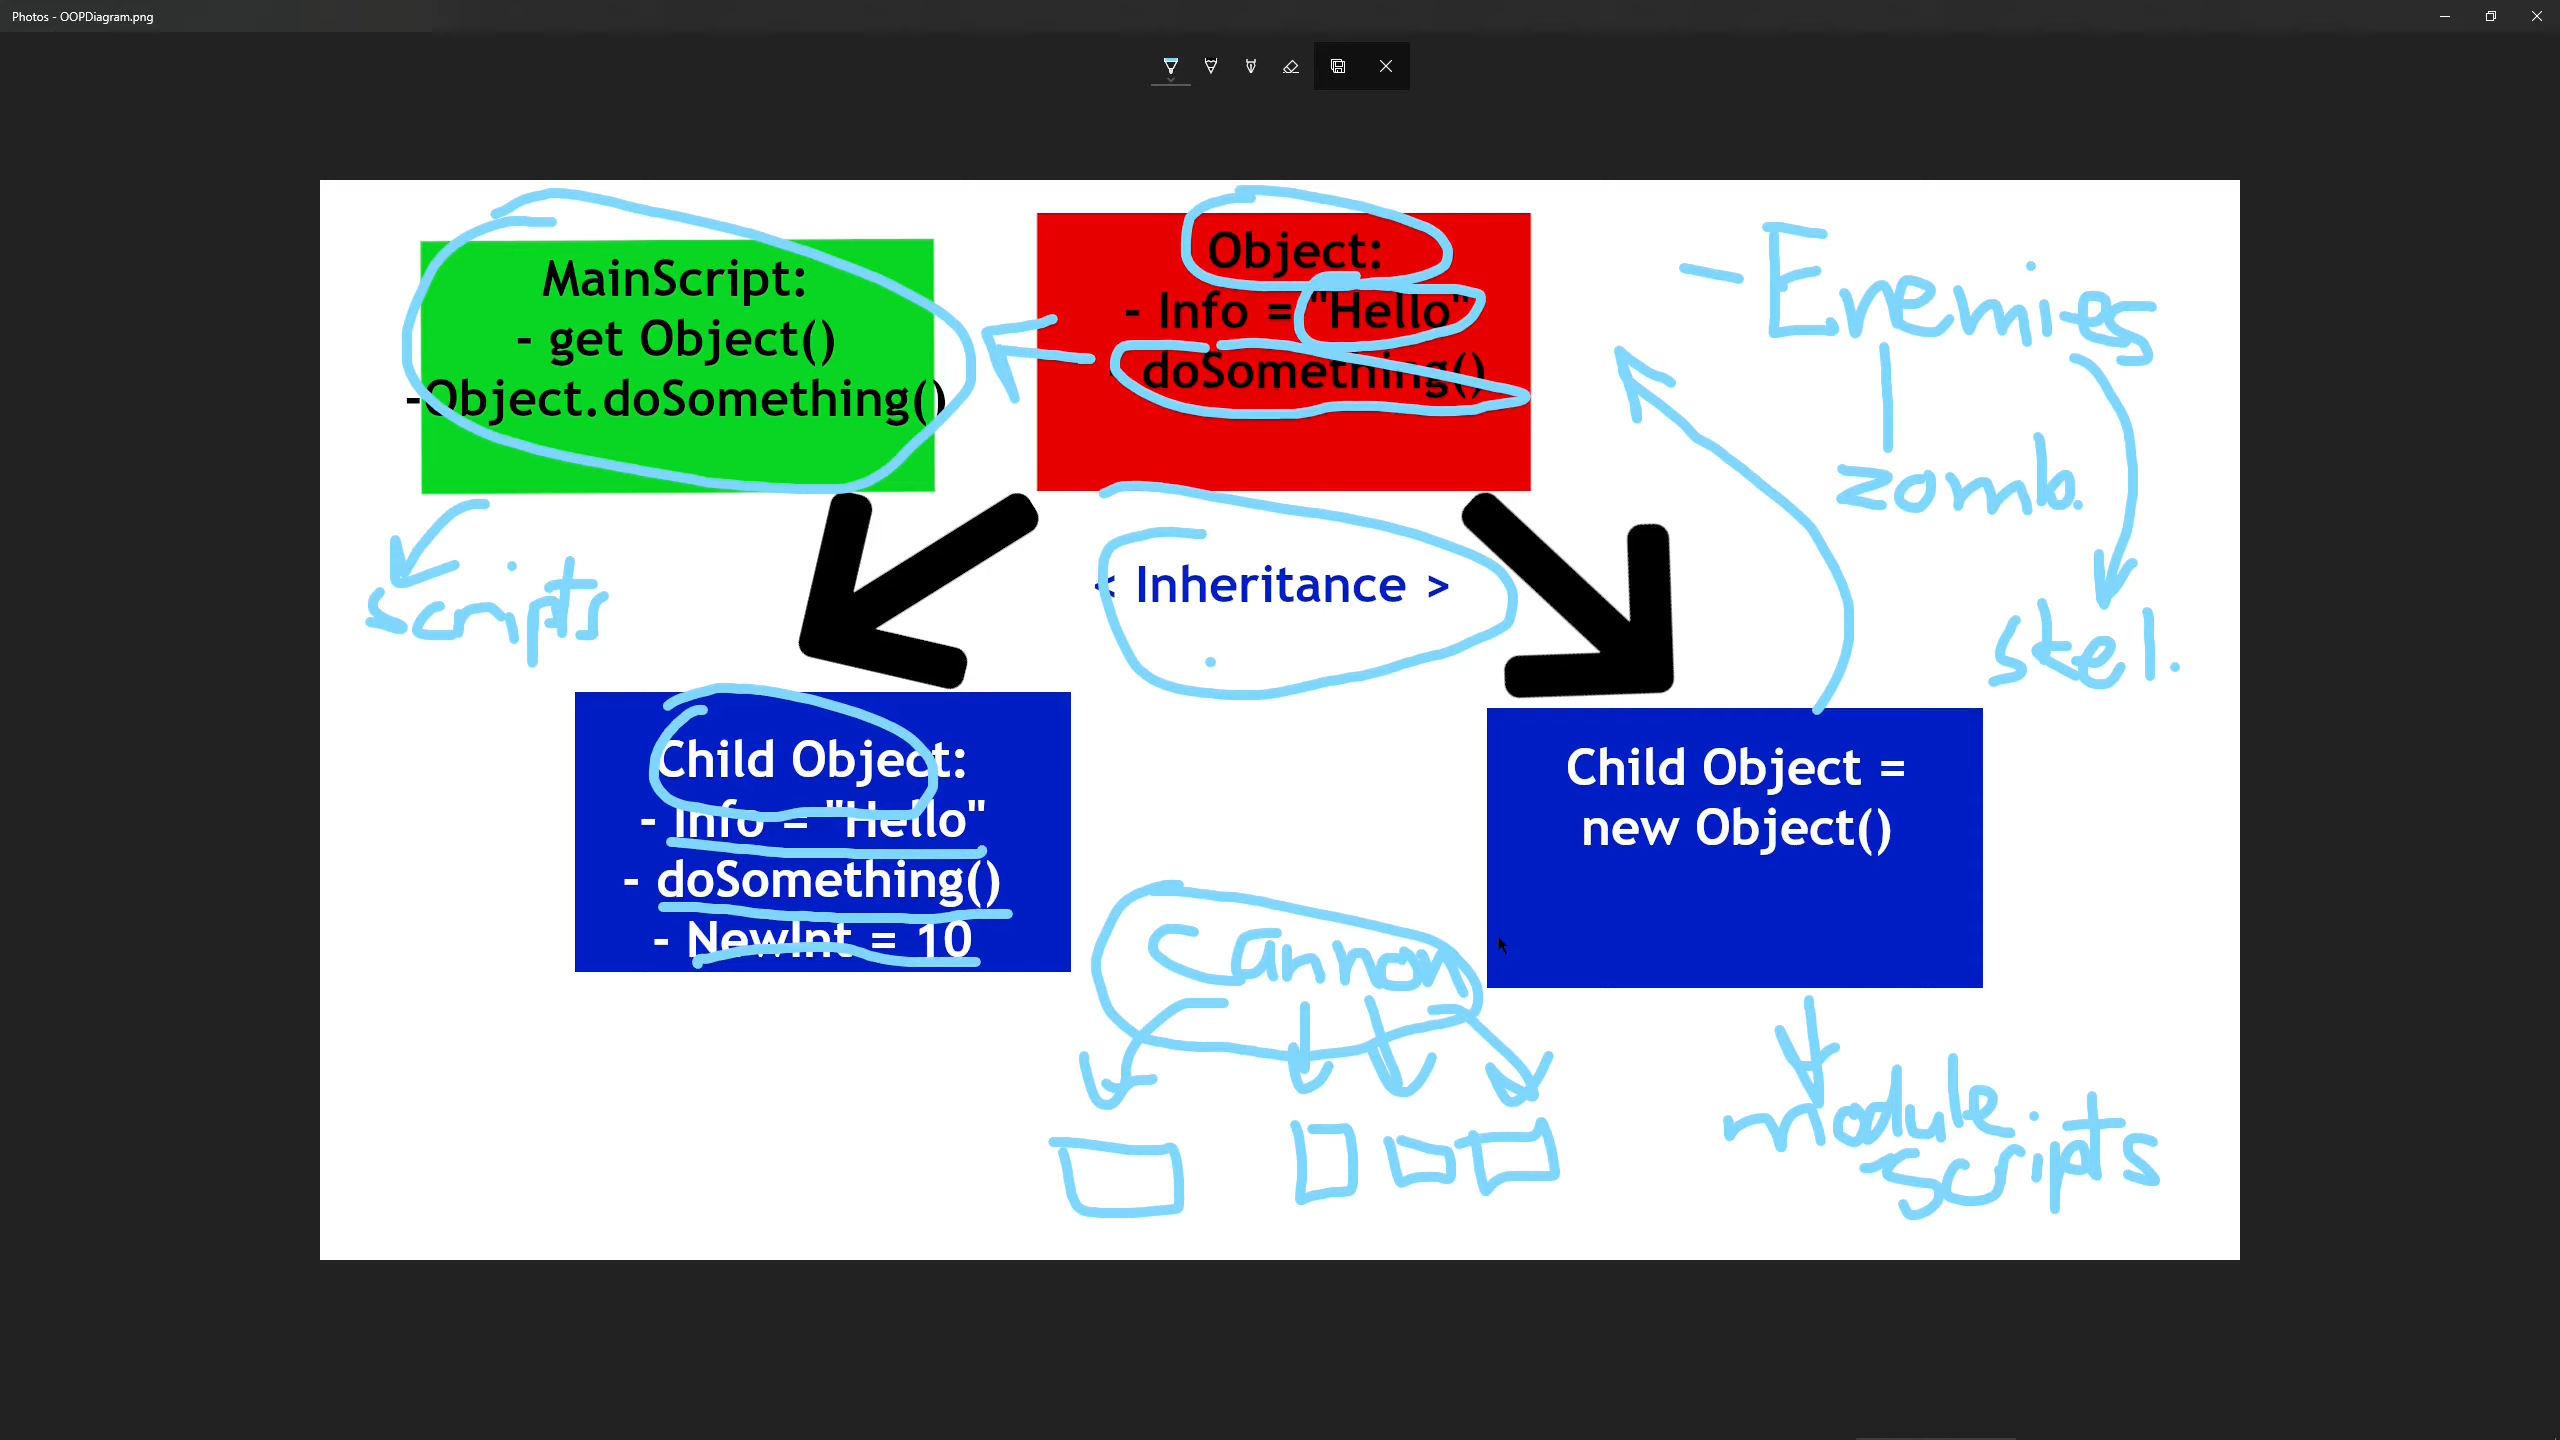 Photos - OOPDiagram.png
MainScript:
- get Object()
-Object.doSomething()
Object:
- Info = "Hello"
doSomething()
- Enemies
zomb.
skel.
scripts
< Inheritance >
Child Object:
- Info = "Hello"
- doSomething()
- NewInt = 10
Child Object =
new Object()
Cannon
module
scripts